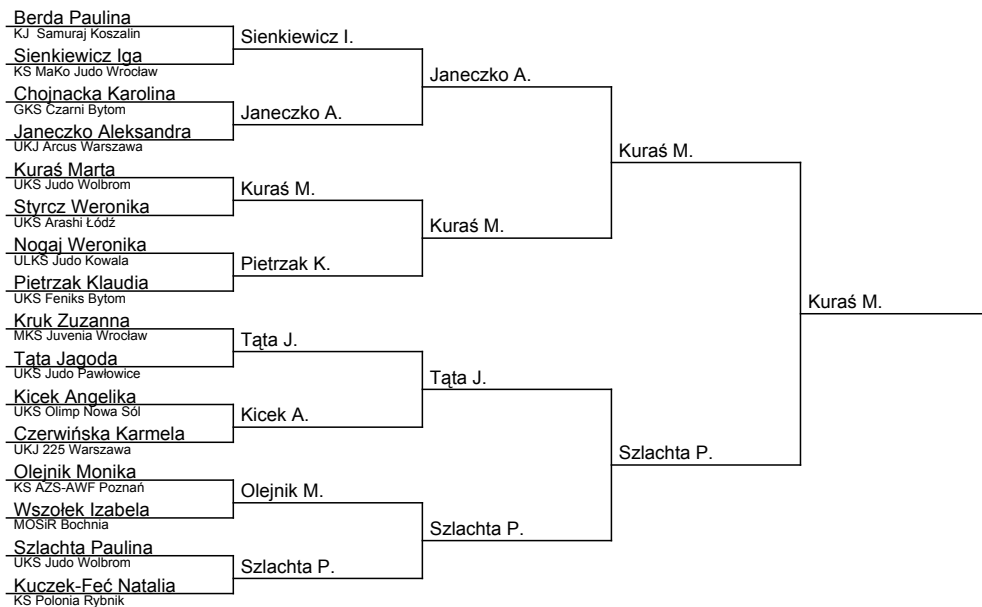 Berda Paulina
KJ Samuraj Koszalin
Sienkiewicz Iga
KS MaKo Judo Wrocław
Chojnacka Karolina
GKS Czarni Bytom
Janeczko Aleksandra
UKJ Arcus Warszawa
Kuraś Marta
UKS Judo Wolbrom
Styrcz Weronika
UKS Arashi Łódź
Nogaj Weronika
ULKS Judo Kowala
Pietrzak Klaudia
UKS Feniks Bytom
Kruk Zuzanna
MKS Juvenia Wrocław
Tąta Jagoda
UKS Judo Pawłowice
Kicek Angelika
UKS Olimp Nowa Sól
Czerwińska Karmela
UKJ 225 Warszawa
Olejnik Monika
KS AZS-AWF Poznań
Wszołek Izabela
MOSiR Bochnia
Szlachta Paulina
UKS Judo Wolbrom
Kuczek-Feć Natalia
KS Polonia Rybnik
Sienkiewicz I.
Janeczko A.
Kuraś M.
Pietrzak K.
Tąta J.
Kicek A.
Olejnik M.
Szlachta P.
Janeczko A.
Kuraś M.
Tąta J.
Szlachta P.
Kuraś M.
Szlachta P.
Kuraś M.